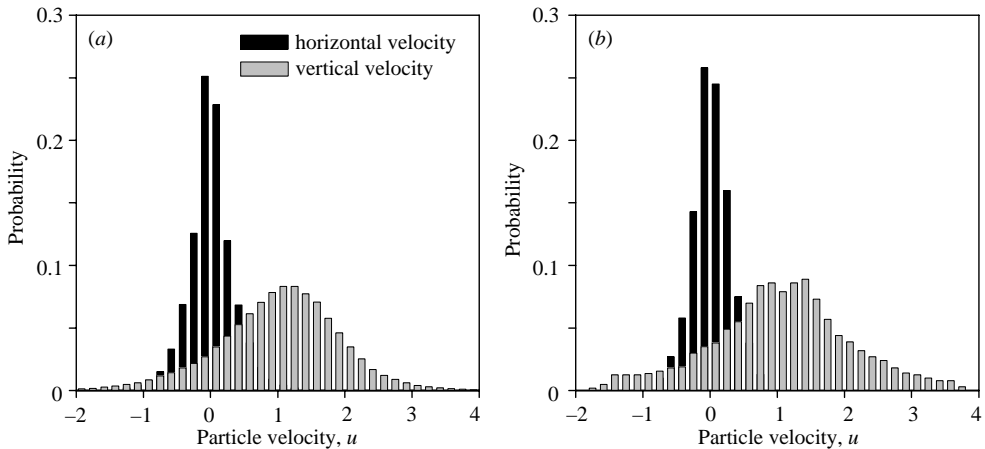 (a)
horizontal velocity
vertical velocity
Probability
0.3
0.2
0.1
0
–2
–1
0
1
2
3
4
Particle velocity, u
(b)
Probability
0.3
0.2
0.1
0
–2
–1
0
1
2
3
4
Particle velocity, u